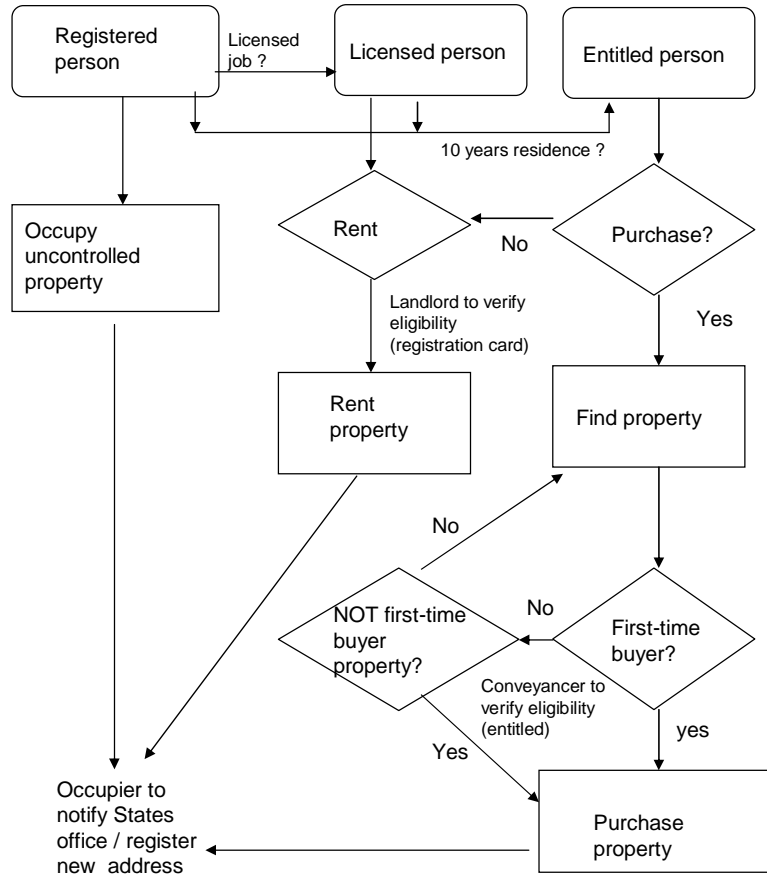 Registered
person
Licensed
job ?
Licensed person
Entitled person
10 years residence ?
Occupy
uncontrolled
property
Rent
No
Purchase?
Landlord to verify
eligibility
(registration card)
Yes
Rent
property
Find property
No
NOT first-time
buyer
property?
No
First-time
buyer?
Conveyancer to
verify eligibility
(entitled)
Yes
yes
Occupier to
notify States
office / register
new address
Purchase
property